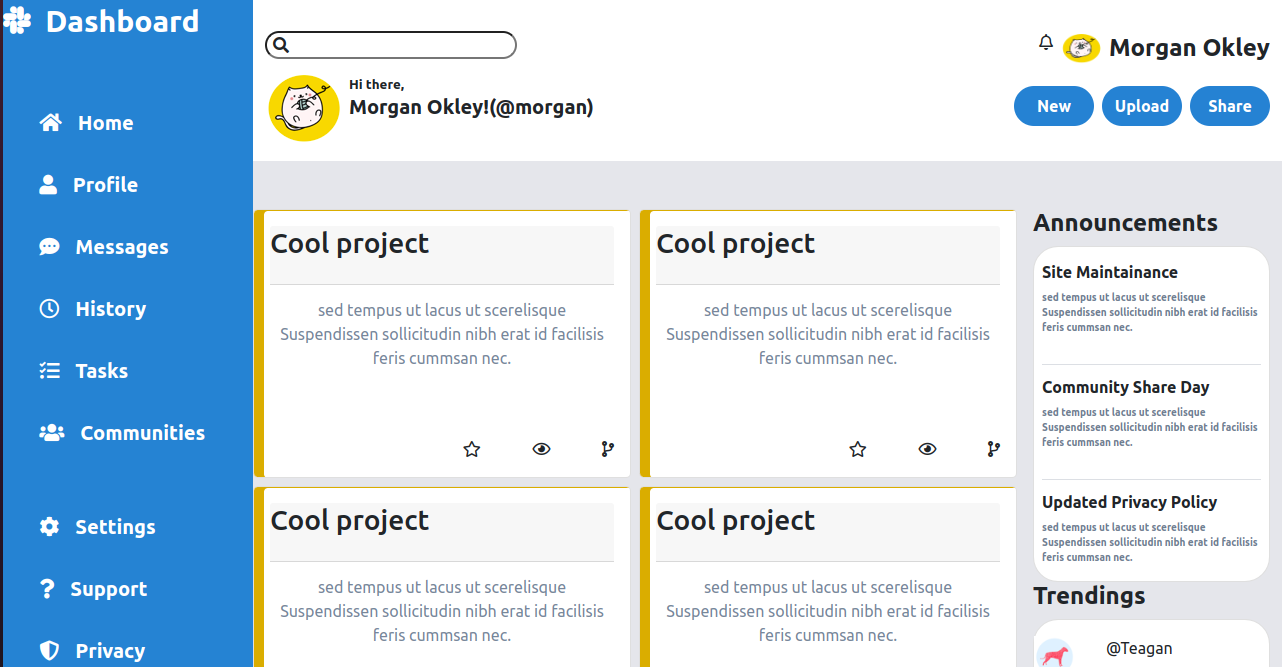 Dashboard
Home
Profile
Messages
History
Tasks
Communities
Settings
Support
Privacy
Morgan Okley
Hi there,
Morgan Okley!(@morgan)
New
Upload
Share
Cool project
sed tempus ut lacus ut scerelisque
Suspendissen sollicitudin nibh erat id facilisis
feris cummsan nec.
Cool project
sed tempus ut lacus ut scerelisque
Suspendissen sollicitudin nibh erat id facilisis
feris cummsan nec.
Cool project
sed tempus ut lacus ut scerelisque
Suspendissen sollicitudin nibh erat id facilisis
feris cummsan nec.
Cool project
sed tempus ut lacus ut scerelisque
Suspendissen sollicitudin nibh erat id facilisis
feris cummsan nec.
Announcements
Site Maintainance
sed tempus ut lacus ut scerelisque
Suspendissen sollicitudin nibh erat id facilisis
feris cummsan nec.
Community Share Day
sed tempus ut lacus ut scerelisque
Suspendissen sollicitudin nibh erat id facilisis
feris cummsan nec.
Updated Privacy Policy
sed tempus ut lacus ut scerelisque
Suspendissen sollicitudin nibh erat id facilisis
feris cummsan nec.
Trendings
@Teagan